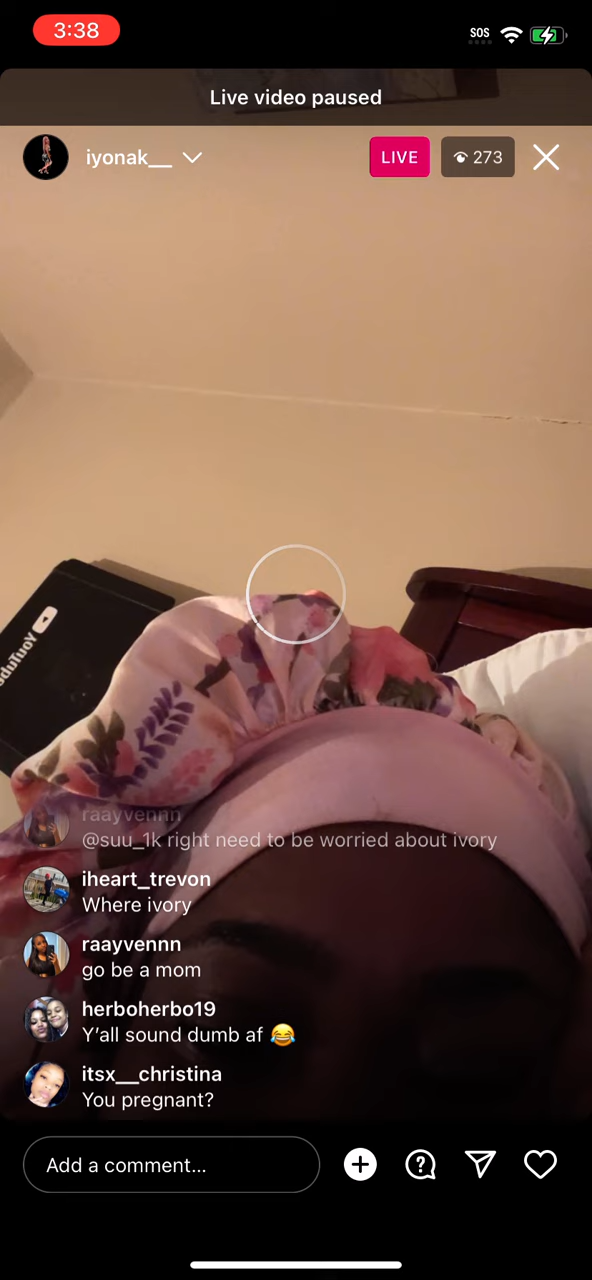 3:38
SOS
Live video paused
iyonak__
LIVE
273
YouTube
raayvennn
@suu_1k right need to be worried about ivory
iheart_trevon
Where ivory
raayvennn
go be a mom
herboherbo19
Y'all sound dumb af 😂
itsx__christina
You pregnant?
Add a comment...